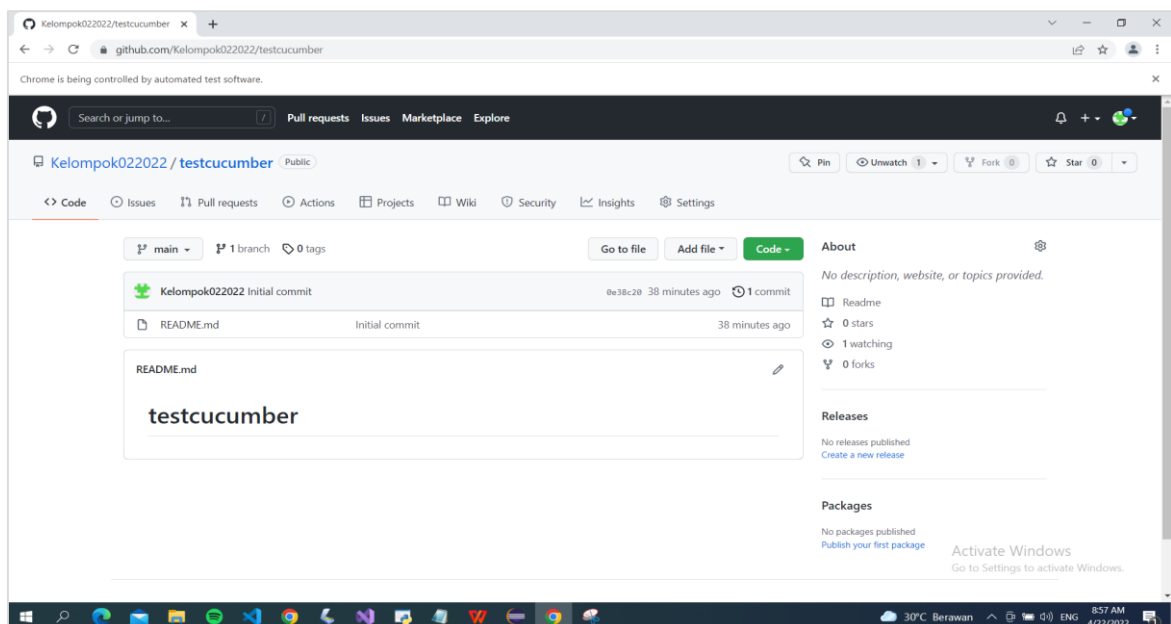 Kelompok022022/testcucumber
github.com/Kelompok022022/testcucumber
Chrome is being controlled by automated test software.
Search or jump to... / Pull requests Issues Marketplace Explore
Kelompok022022 / testcucumber Public Pin Unwatch 1 Fork 0 Star 0
<> Code Issues Pull requests Actions Projects Wiki Security Insights Settings
main 1 branch 0 tags Go to file Add file Code
Kelompok022022 Initial commit 0e38c20 38 minutes ago 1 commit
README.md Initial commit 38 minutes ago
README.md
testcucumber
About
No description, website, or topics provided.
Readme
0 stars
1 watching
0 forks
Releases
No releases published
Create a new release
Packages
No packages published
Publish your first package
Activate Windows
Go to Settings to activate Windows.
30°C Berawan ENG 8:57 AM
4/22/2022